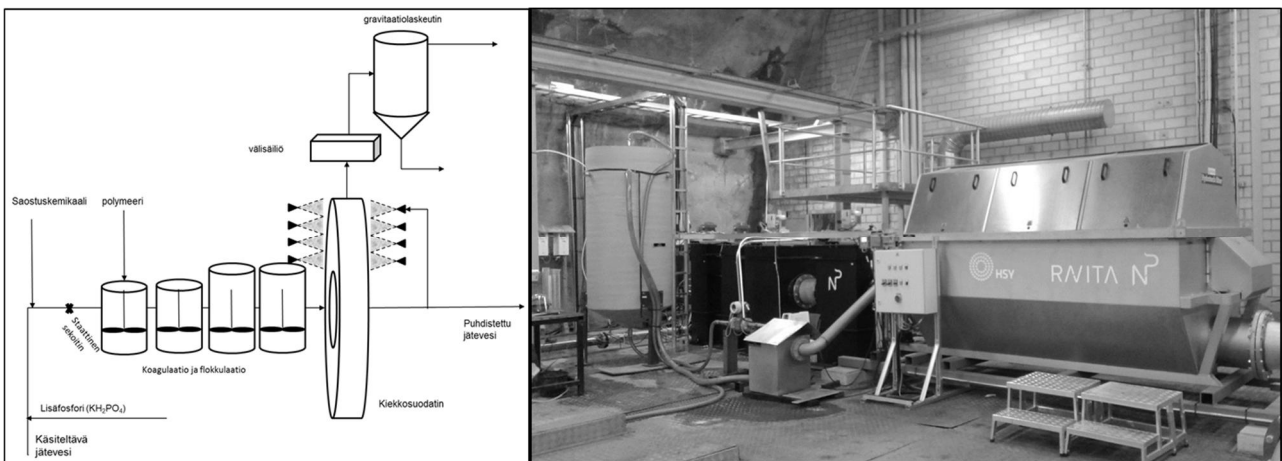 gravitaatiolaskeutin
välisäiliö
Saostuskemikaali
polymeeri
Staattinen
sekoitin
Koagulaatio ja flokkulaatio
Puhdistettu
jätevesi
Kiekkosuodatin
Lisäfosfori (KH₂PO₄)
Käsiteltävä
jätevesi
NP
HSY
RAVITA NP